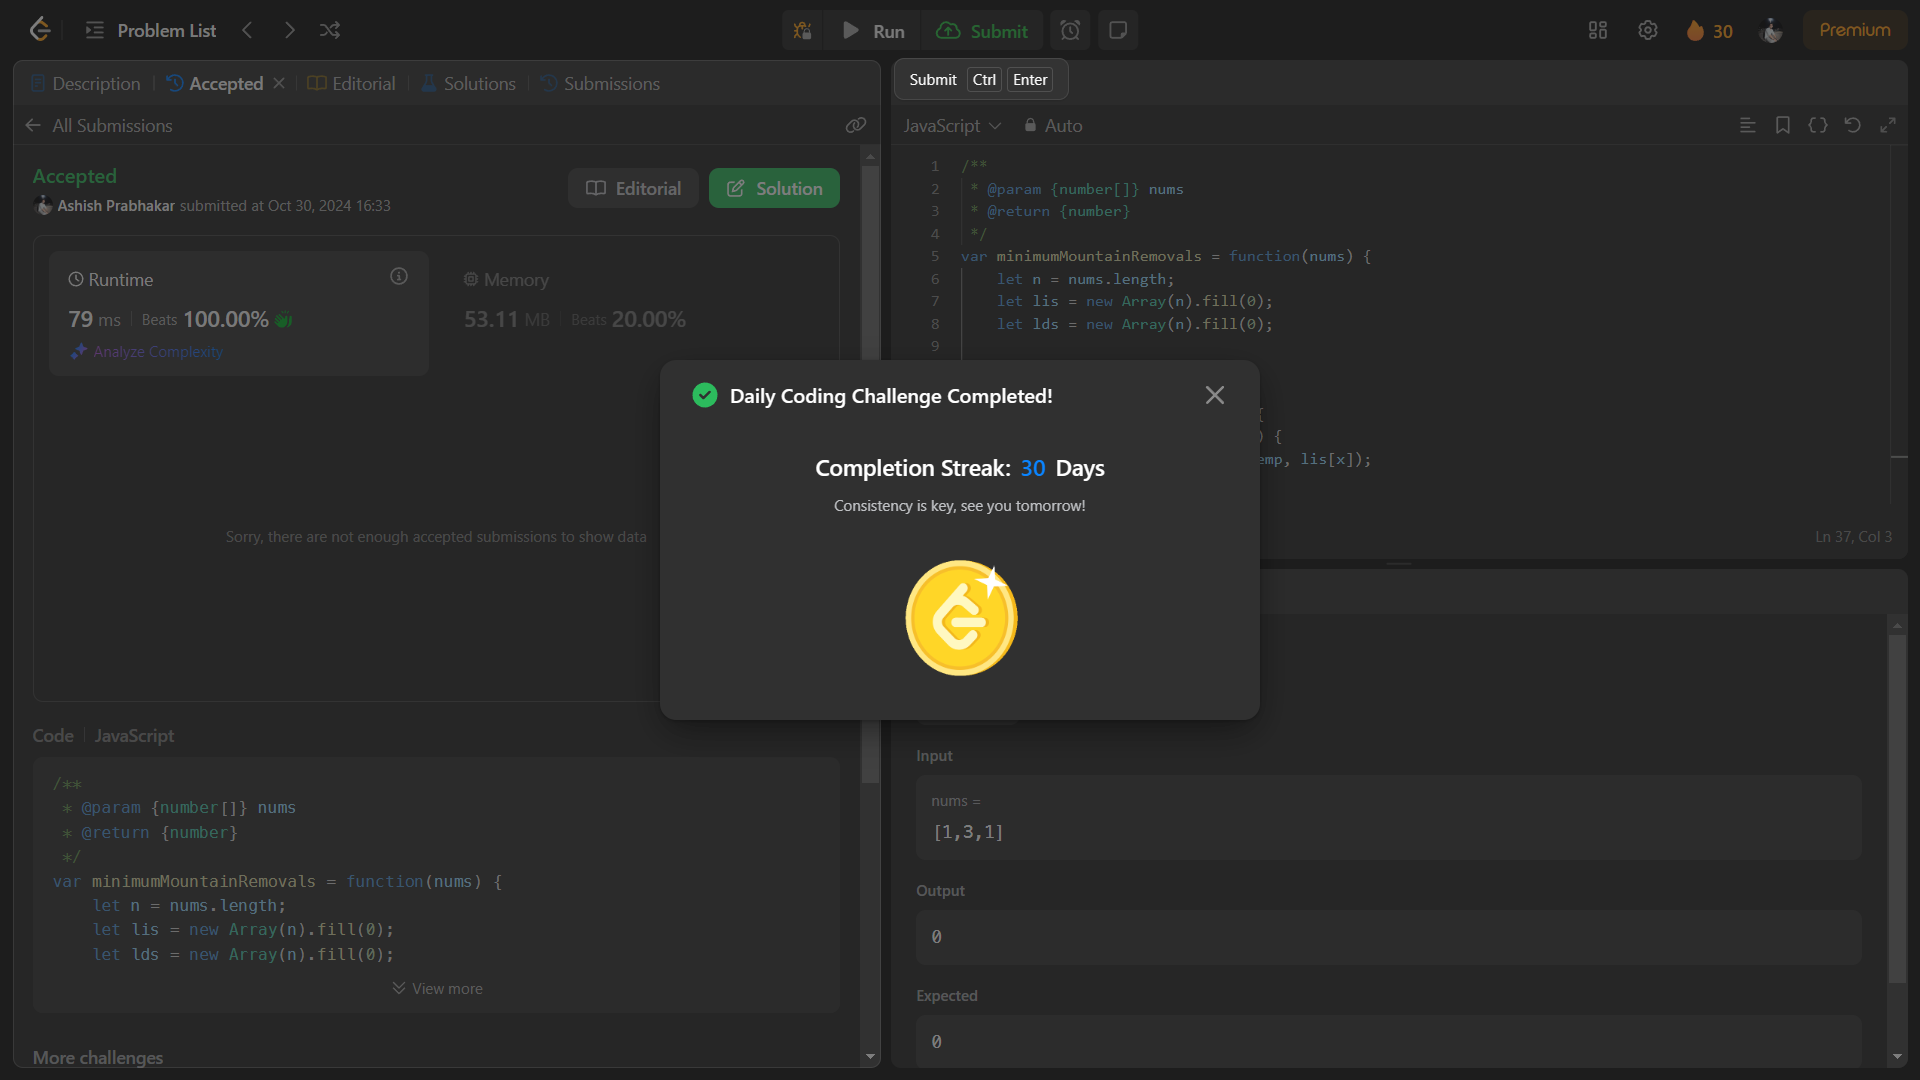 Problem List
Run
Submit
30
Premium
Description
Accepted
Editorial
Solutions
Submissions
All Submissions
Accepted
Ashish Prabhakar submitted at Oct 30, 2024 16:33
Editorial
Solution
Runtime
79 ms
Beats 100.00%
Analyze Complexity
Memory
53.11 MB
Beats 20.00%
Sorry, there are not enough accepted submissions to show data
Code
JavaScript
/**
 * @param {number[]} nums
 * @return {number}
 */
var minimumMountainRemovals = function(nums) {
    let n = nums.length;
    let lis = new Array(n).fill(0);
    let lds = new Array(n).fill(0);
View more
More challenges
Submit Ctrl Enter
JavaScript
Auto
1 /**
2  * @param {number[]} nums
3  * @return {number}
4  */
5 var minimumMountainRemovals = function(nums) {
6     let n = nums.length;
7     let lis = new Array(n).fill(0);
8     let lds = new Array(n).fill(0);
9
{
) {
emp, lis[x]);
Ln 37, Col 3
Daily Coding Challenge Completed!
Completion Streak: 30 Days
Consistency is key, see you tomorrow!
Input
nums =
[1,3,1]
Output
0
Expected
0